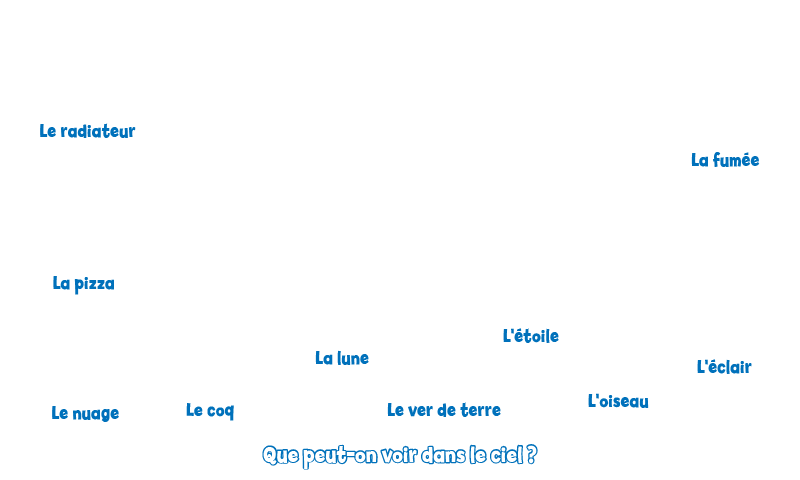 Le radiateur
La fumée
La pizza
L'étoile
La lune
L'éclair
L'oiseau
Le nuage
Le coq
Le ver de terre
Que peut-on voir dans le ciel ?